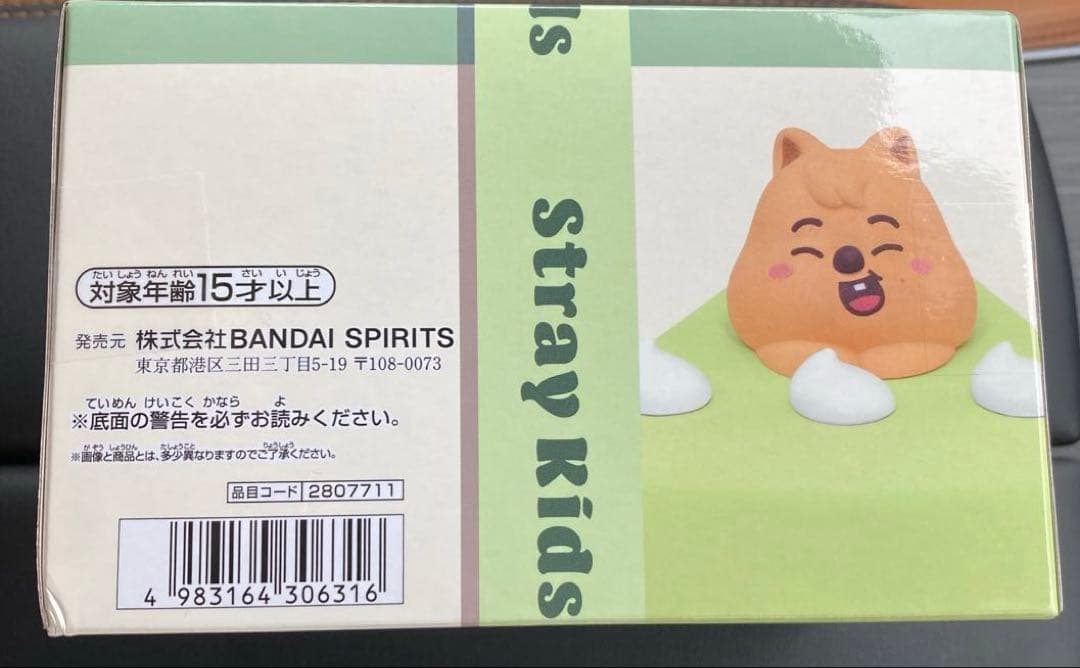 たい しょう ねん れい さい い じょう
対象年齢15才以上
発売元 株式会社BANDAI SPIRITS
東京都港区三田三丁目5-19 〒108-0073
ていめん けいこく かなら よ
※底面の警告を必ずお読みください。
がぞう しょうひん たしょうこと りょうしょう
※画像と商品とは、多少異なりますのでご了承ください。
品目コード 2807711
4 983164 306316
ds
Stray Kids